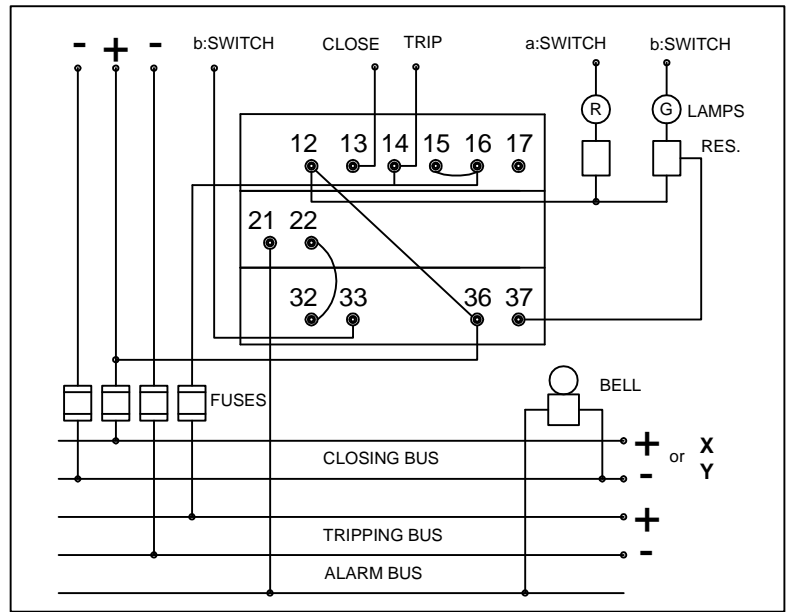 - + - b:SWITCH CLOSE TRIP a:SWITCH b:SWITCH
R G LAMPS
RES.
12 13 14 15 16 17
21 22
32 33 36 37
FUSES
BELL
CLOSING BUS
+ or X
- Y
TRIPPING BUS
+
-
ALARM BUS